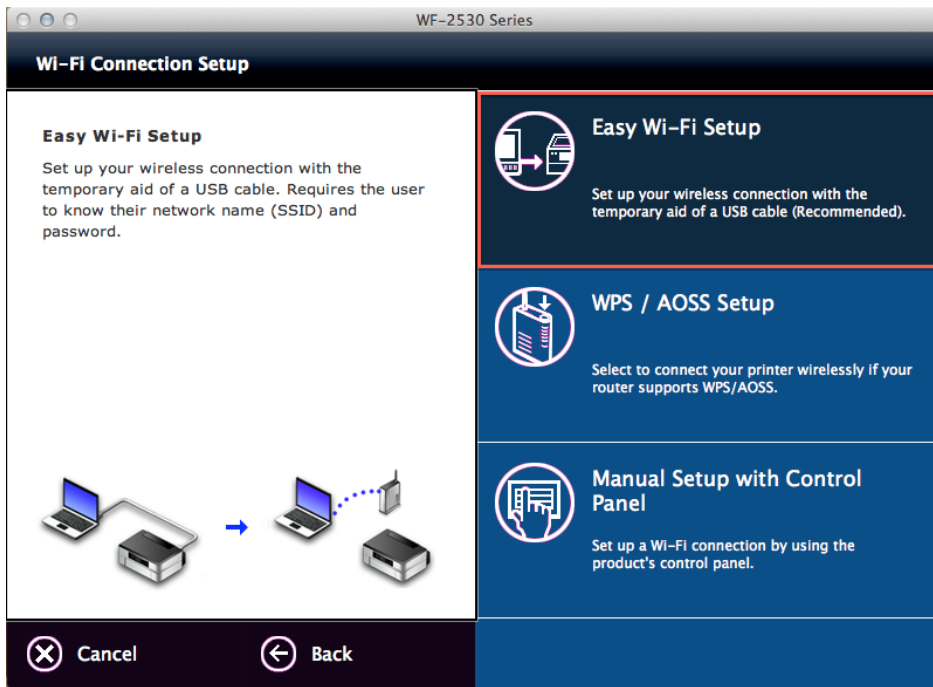 WF-2530 Series
Wi-Fi Connection Setup
Easy Wi-Fi Setup
Set up your wireless connection with the
temporary aid of a USB cable. Requires the user
to know their network name (SSID) and
password.
Easy Wi-Fi Setup
Set up your wireless connection with the
temporary aid of a USB cable (Recommended).
WPS / AOSS Setup
Select to connect your printer wirelessly if your
router supports WPS/AOSS.
Manual Setup with Control
Panel
Set up a Wi-Fi connection by using the
product's control panel.
Cancel
Back